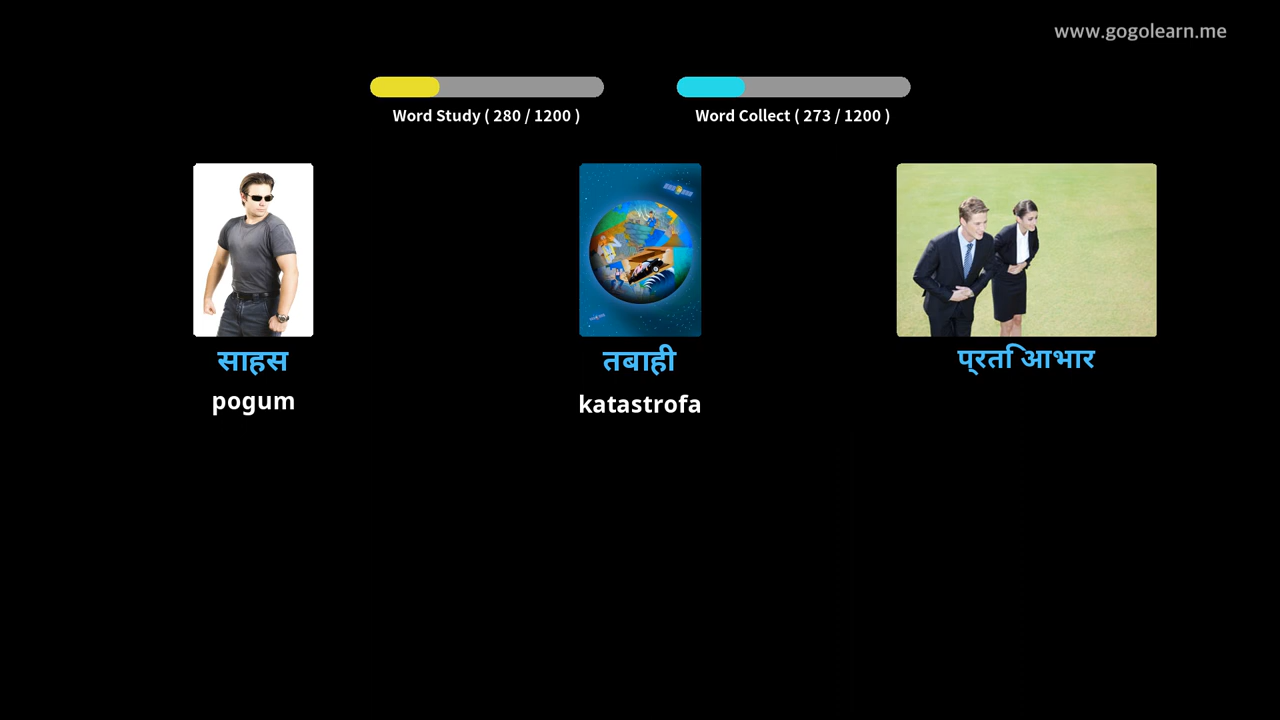 www.gogolearn.me
Word Study ( 280 / 1200 )
Word Collect ( 273 / 1200 )
साहस
तबाही
प्रति आभार
pogum
katastrofa